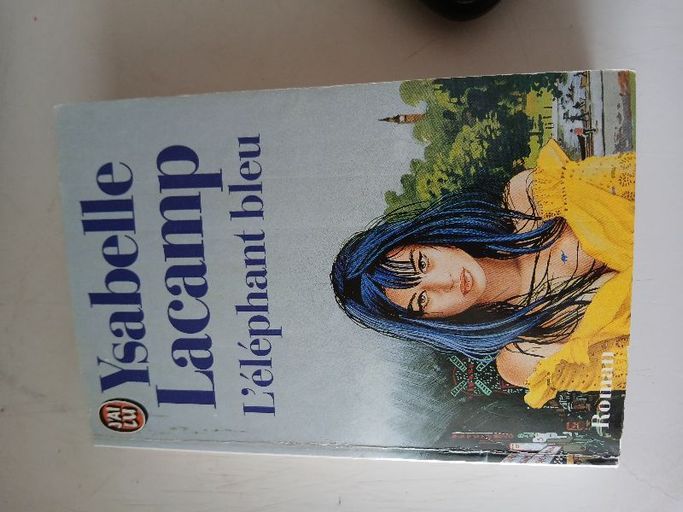 Ysabelle
Lacamp
L'éléphant bleu
J'AI
LU
Roman